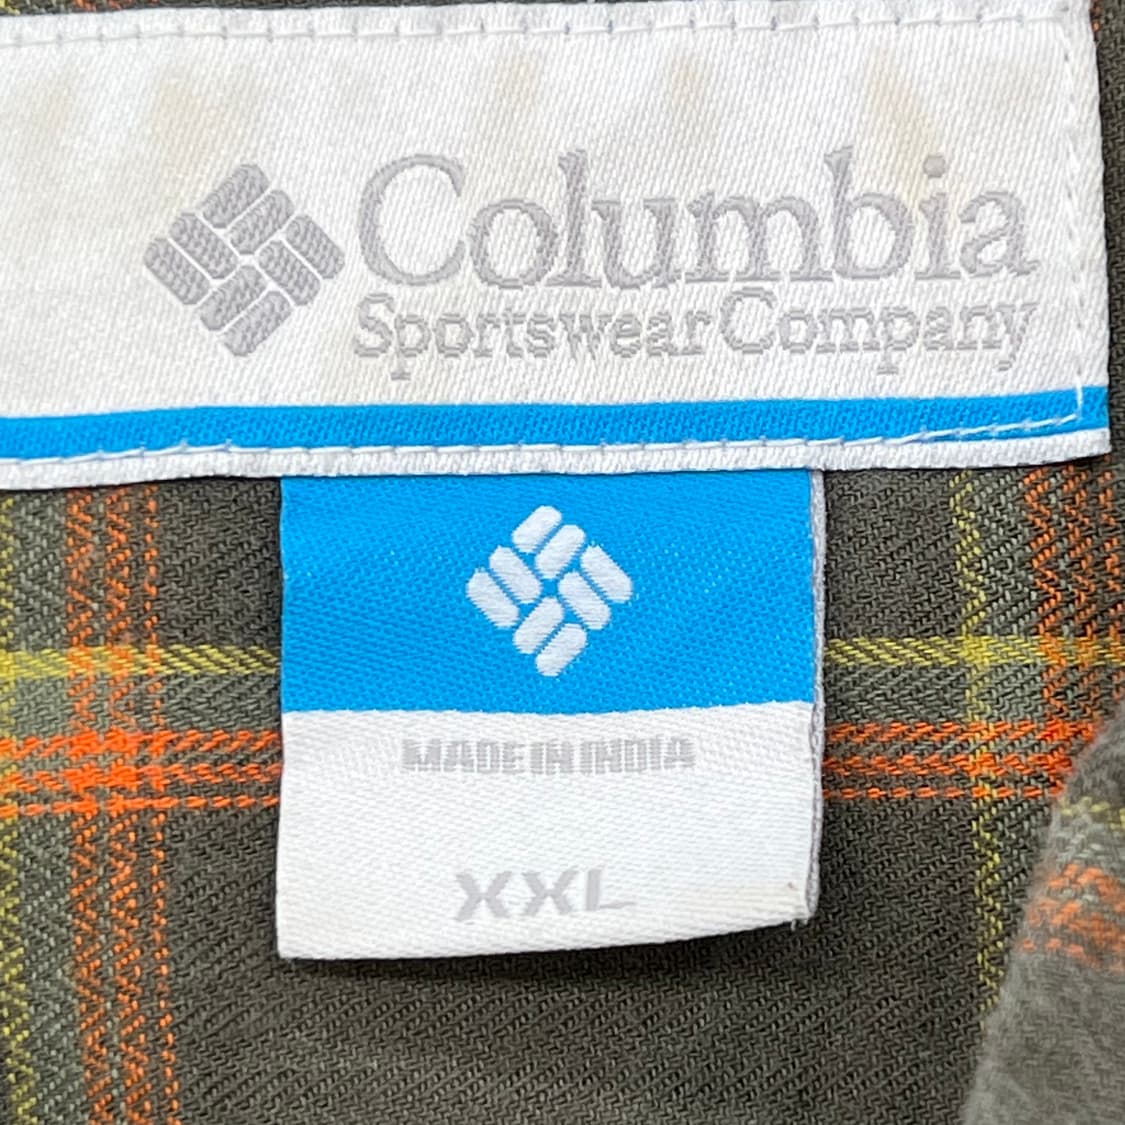 Columbia
Sportswear Company
MADE IN INDIA
XXL